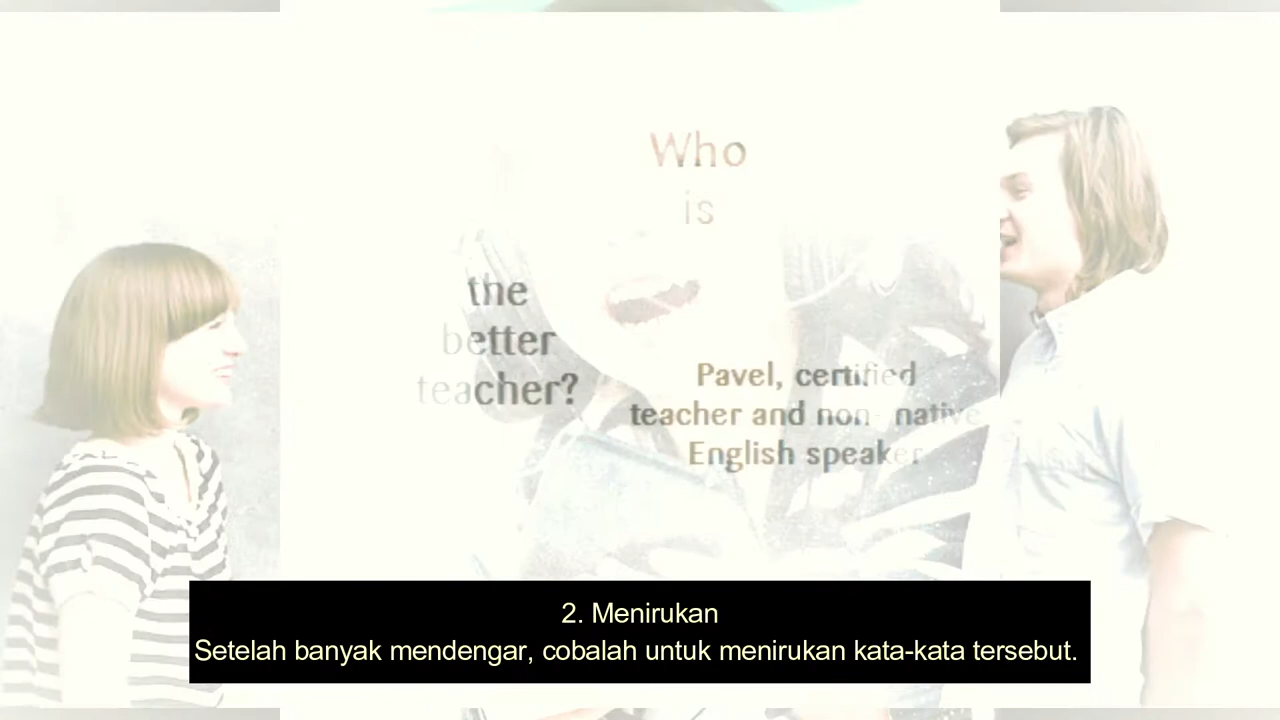 Who
is
the
better
teacher?
Pavel, certified
teacher and non- native
English speaker.
2. Menirukan
Setelah banyak mendengar, cobalah untuk menirukan kata-kata tersebut.